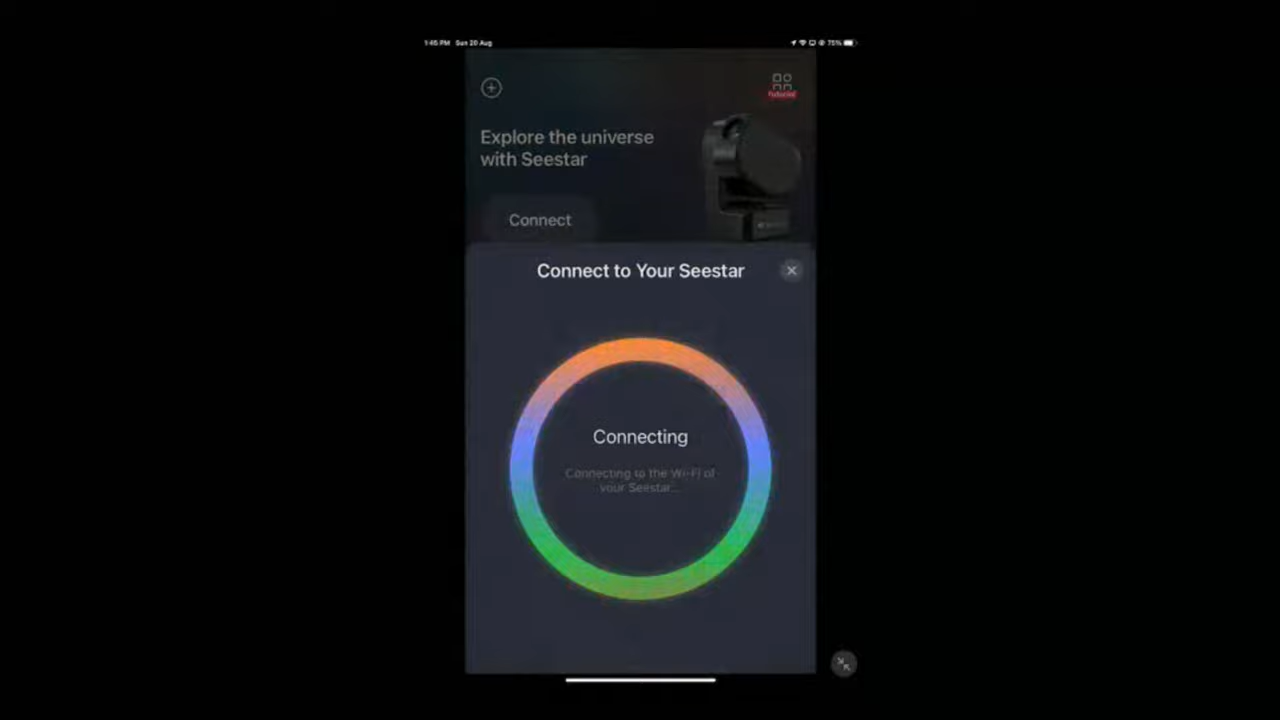 1:45 PM Sun 20 Aug 75%
Tutorial
Explore the universe
with Seestar
Connect
Connect to Your Seestar
Connecting
Connecting to the Wi-Fi of
your Seestar...